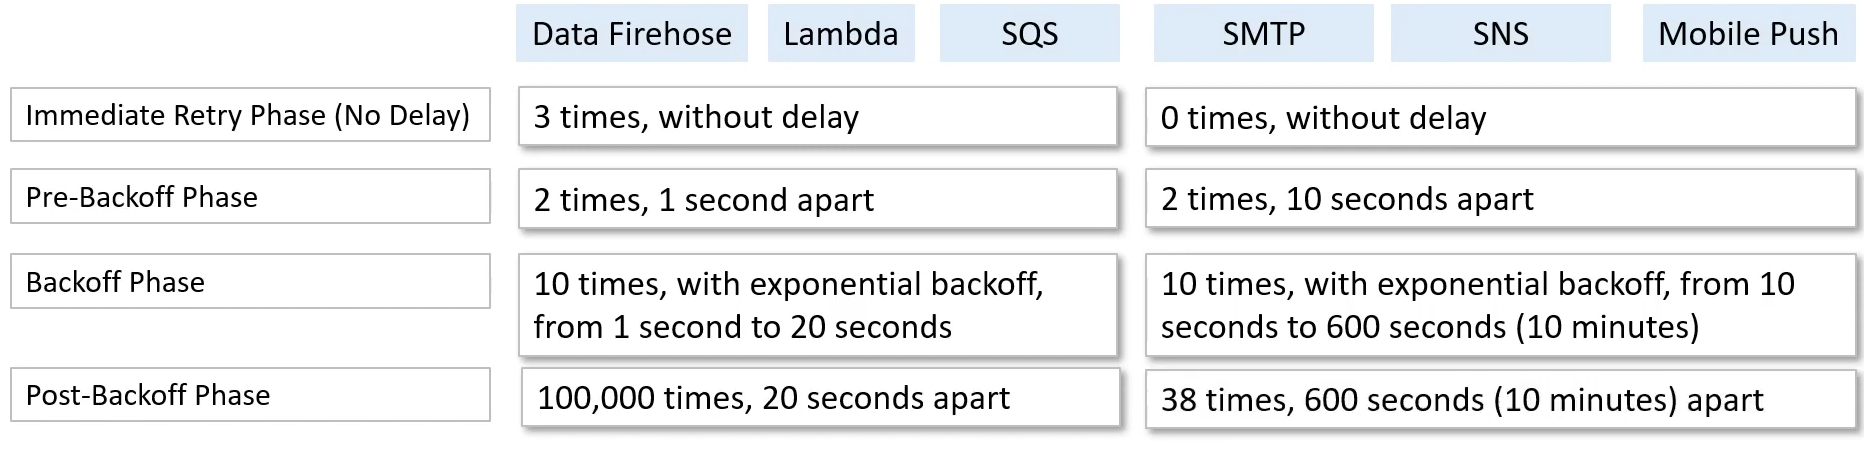 Data Firehose Lambda SQS SMTP SNS Mobile Push
Immediate Retry Phase (No Delay)
3 times, without delay
0 times, without delay
Pre-Backoff Phase
2 times, 1 second apart
2 times, 10 seconds apart
Backoff Phase
10 times, with exponential backoff,
from 1 second to 20 seconds
10 times, with exponential backoff, from 10
seconds to 600 seconds (10 minutes)
Post-Backoff Phase
100,000 times, 20 seconds apart
38 times, 600 seconds (10 minutes) apart